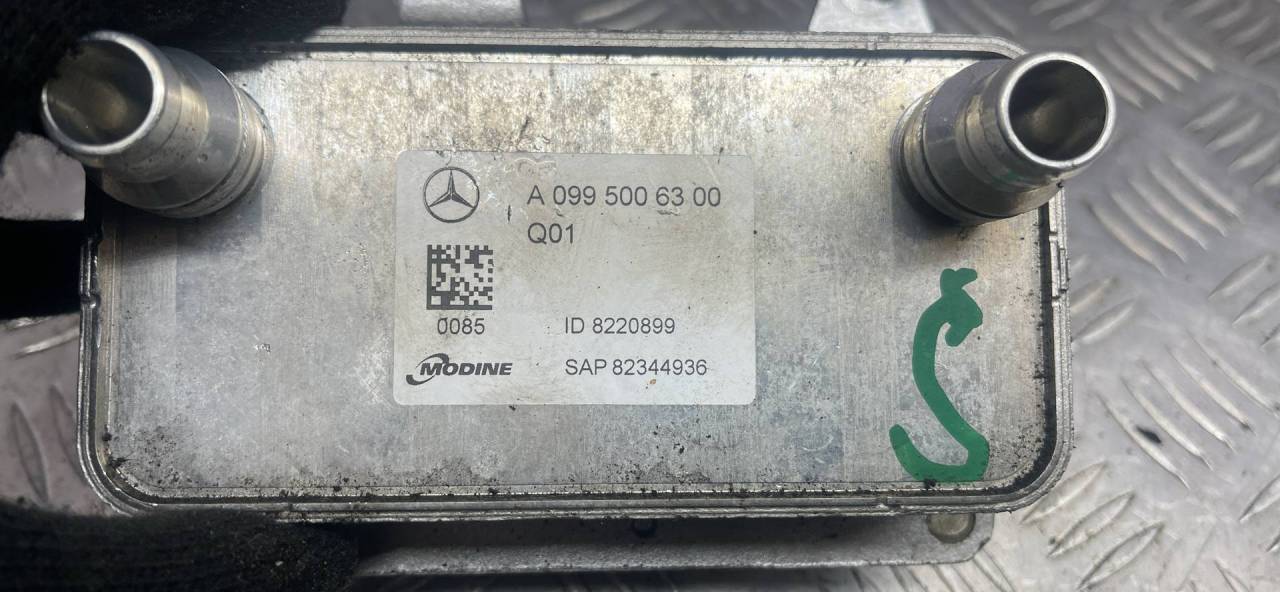 A 099 500 63 00
Q01
0085
ID 8220899
MODINE
SAP 82344936